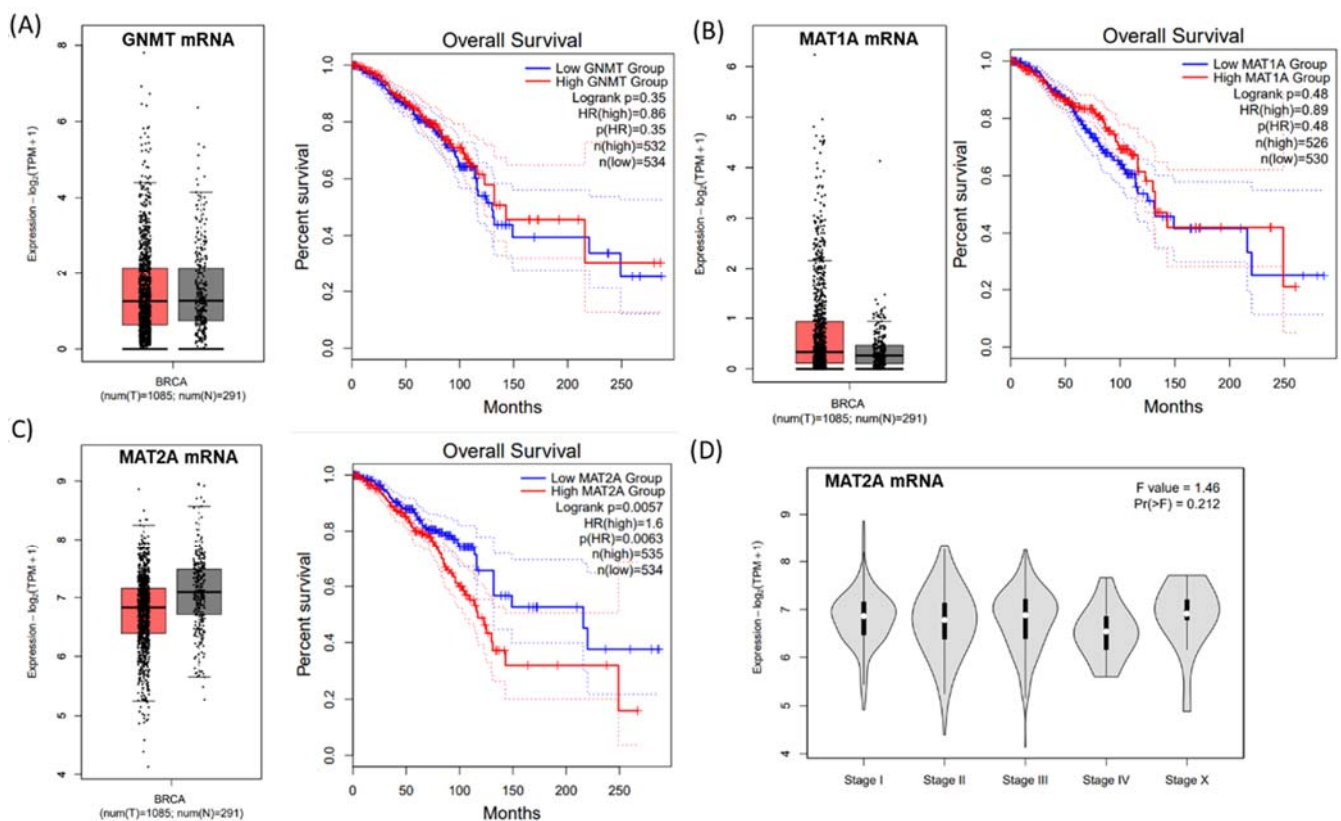 (A)
GNMT mRNA
Expression − log₂(TPM + 1)
8
6
4
2
0
BRCA
(num(T)=1085; num(N)=291)
Overall Survival
Low GNMT Group
High GNMT Group
Logrank p=0.35
HR(high)=0.86
p(HR)=0.35
n(high)=532
n(low)=534
Percent survival
1.0
0.8
0.6
0.4
0.2
0.0
0 50 100 150 200 250
Months
(B)
MAT1A mRNA
Expression − log₂(TPM + 1)
6
5
4
3
2
1
0
BRCA
(num(T)=1085; num(N)=291)
Overall Survival
Low MAT1A Group
High MAT1A Group
Logrank p=0.48
HR(high)=0.89
p(HR)=0.48
n(high)=526
n(low)=530
Percent survival
1.0
0.8
0.6
0.4
0.2
0.0
0 50 100 150 200 250
Months
C)
MAT2A mRNA
Expression − log₂(TPM + 1)
9
8
7
6
5
4
BRCA
(num(T)=1085; num(N)=291)
Overall Survival
Low MAT2A Group
High MAT2A Group
Logrank p=0.0057
HR(high)=1.6
p(HR)=0.0063
n(high)=535
n(low)=534
Percent survival
1.0
0.8
0.6
0.4
0.2
0.0
0 50 100 150 200 250
Months
(D)
MAT2A mRNA
F value = 1.46
Pr(>F) = 0.212
Expression − log₂(TPM + 1)
9
8
7
6
5
4
Stage I Stage II Stage III Stage IV Stage X